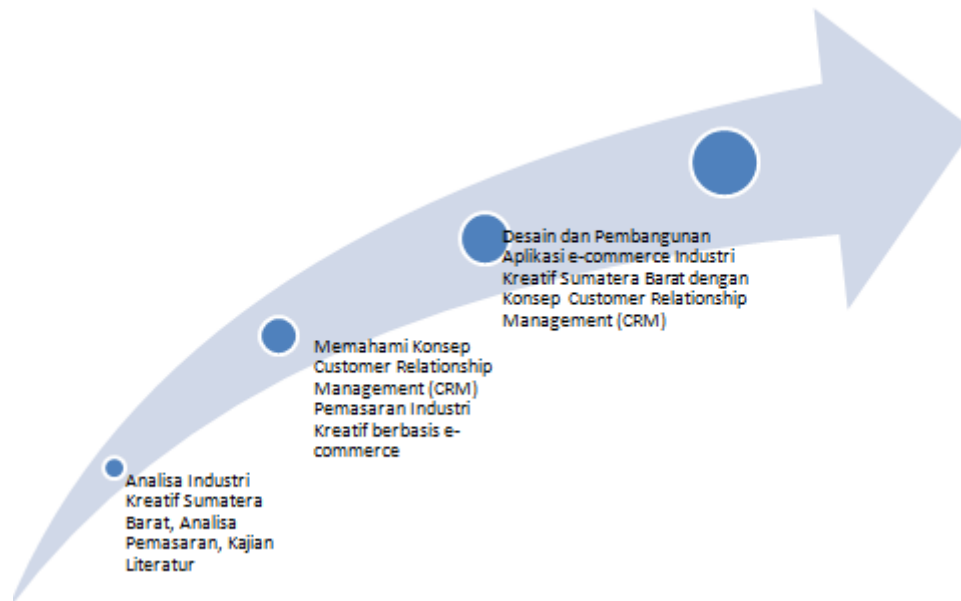 Analisa Industri
Kreatif Sumatera
Barat, Analisa
Pemasaran, Kajian
Literatur
Memahami Konsep
Customer Relationship
Management (CRM)
Pemasaran Industri
Kreatif berbasis e-
commerce
Desain dan Pembangunan
Aplikasi e-commerce Industri
Kreatif Sumatera Barat dengan
Konsep Customer Relationship
Management (CRM)